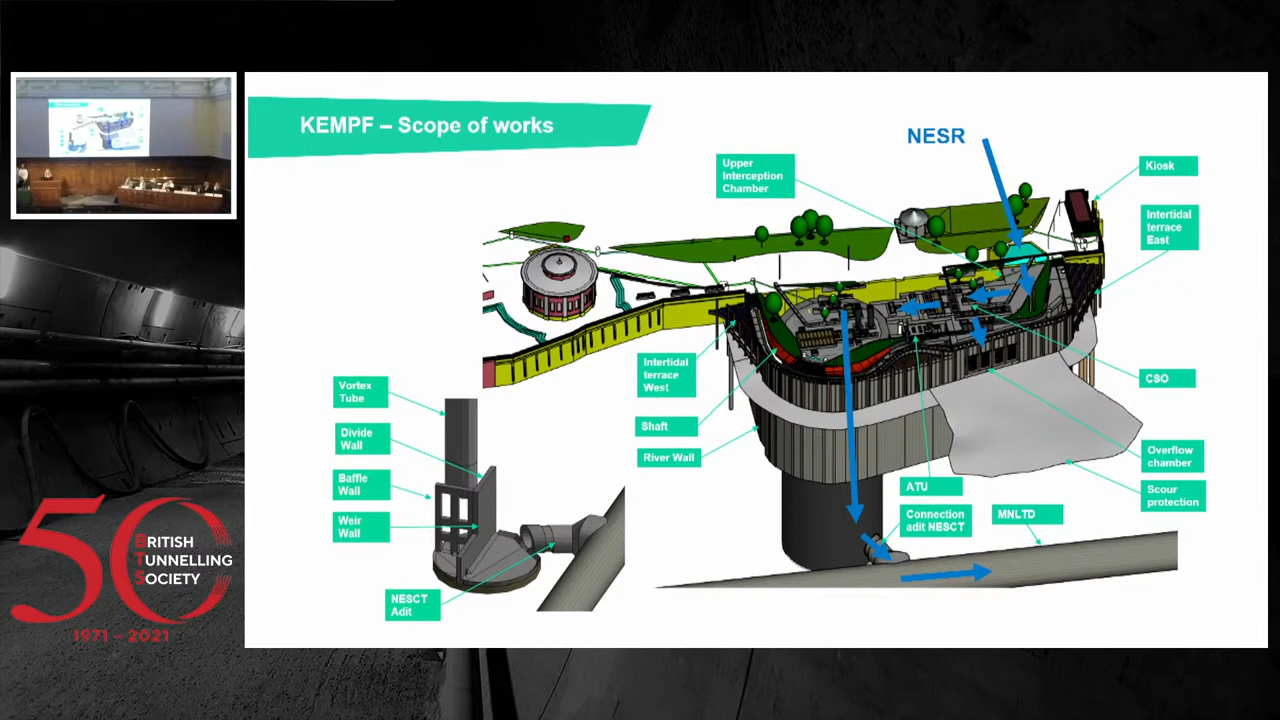 KEMPF – Scope of works
NESR
Upper
Interception
Chamber
Kiosk
Intertidal
terrace
East
Intertidal
terrace
West
CSO
Vortex
Tube
Shaft
Divide
Wall
River Wall
Overflow
chamber
Baffle
Wall
ATU
Scour
protection
Weir
Wall
Connection
adit NESCT
MNLTD
NESCT
Adit
50
BRITISH
TUNNELLING
SOCIETY
1971 – 2021